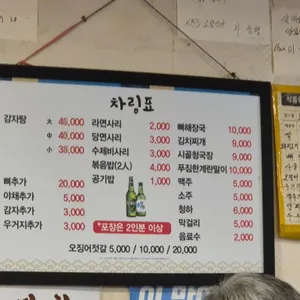 차림표
감자탕 大 45,000
中 40,000
小 35,000
뼈추가 20,000
야채추가 5,000
감자추가 3,000
우거지추가 3,000
라면사리 2,000
당면사리 3,000
수제비사리 3,000
볶음밥(2人) 4,000
공기밥 1,000
*포장은 2인분 이상
뼈해장국 10,000
김치찌개 9,000
시골청국장 9,000
푸짐한계란말이 10,000
맥주 5,000
소주 5,000
청하 6,000
막걸리 5,000
음료수 2,000
오징어젓갈 5,000 / 10,000 / 20,000